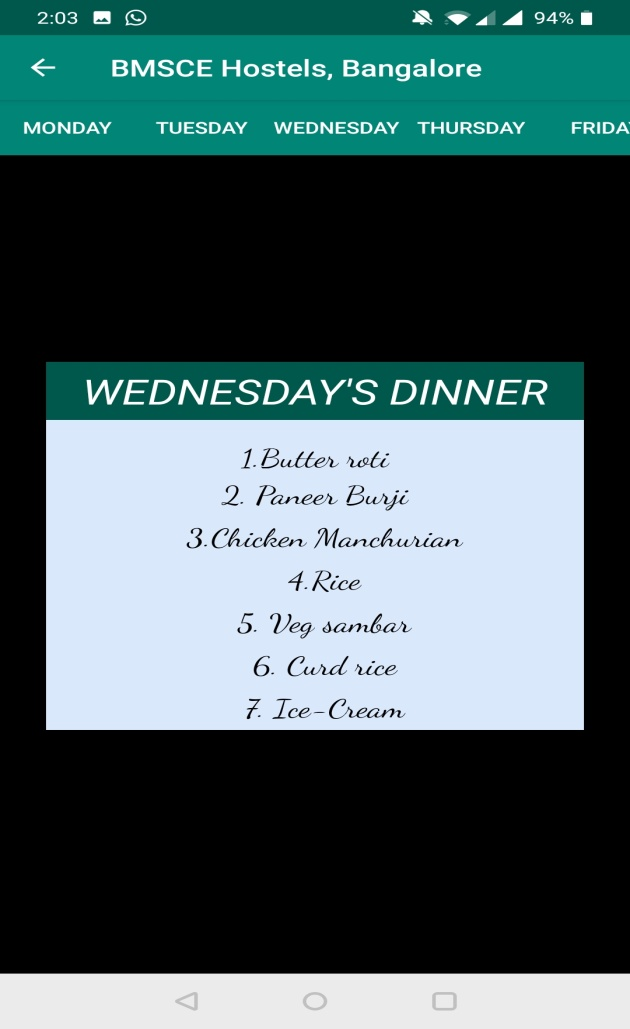 2:03 94%
BMSCE Hostels, Bangalore
MONDAY TUESDAY WEDNESDAY THURSDAY FRIDA
WEDNESDAY'S DINNER
1.Butter roti
2. Paneer Burji
3.Chicken Manchurian
4.Rice
5. Veg sambar
6. Curd rice
7. Ice-Cream